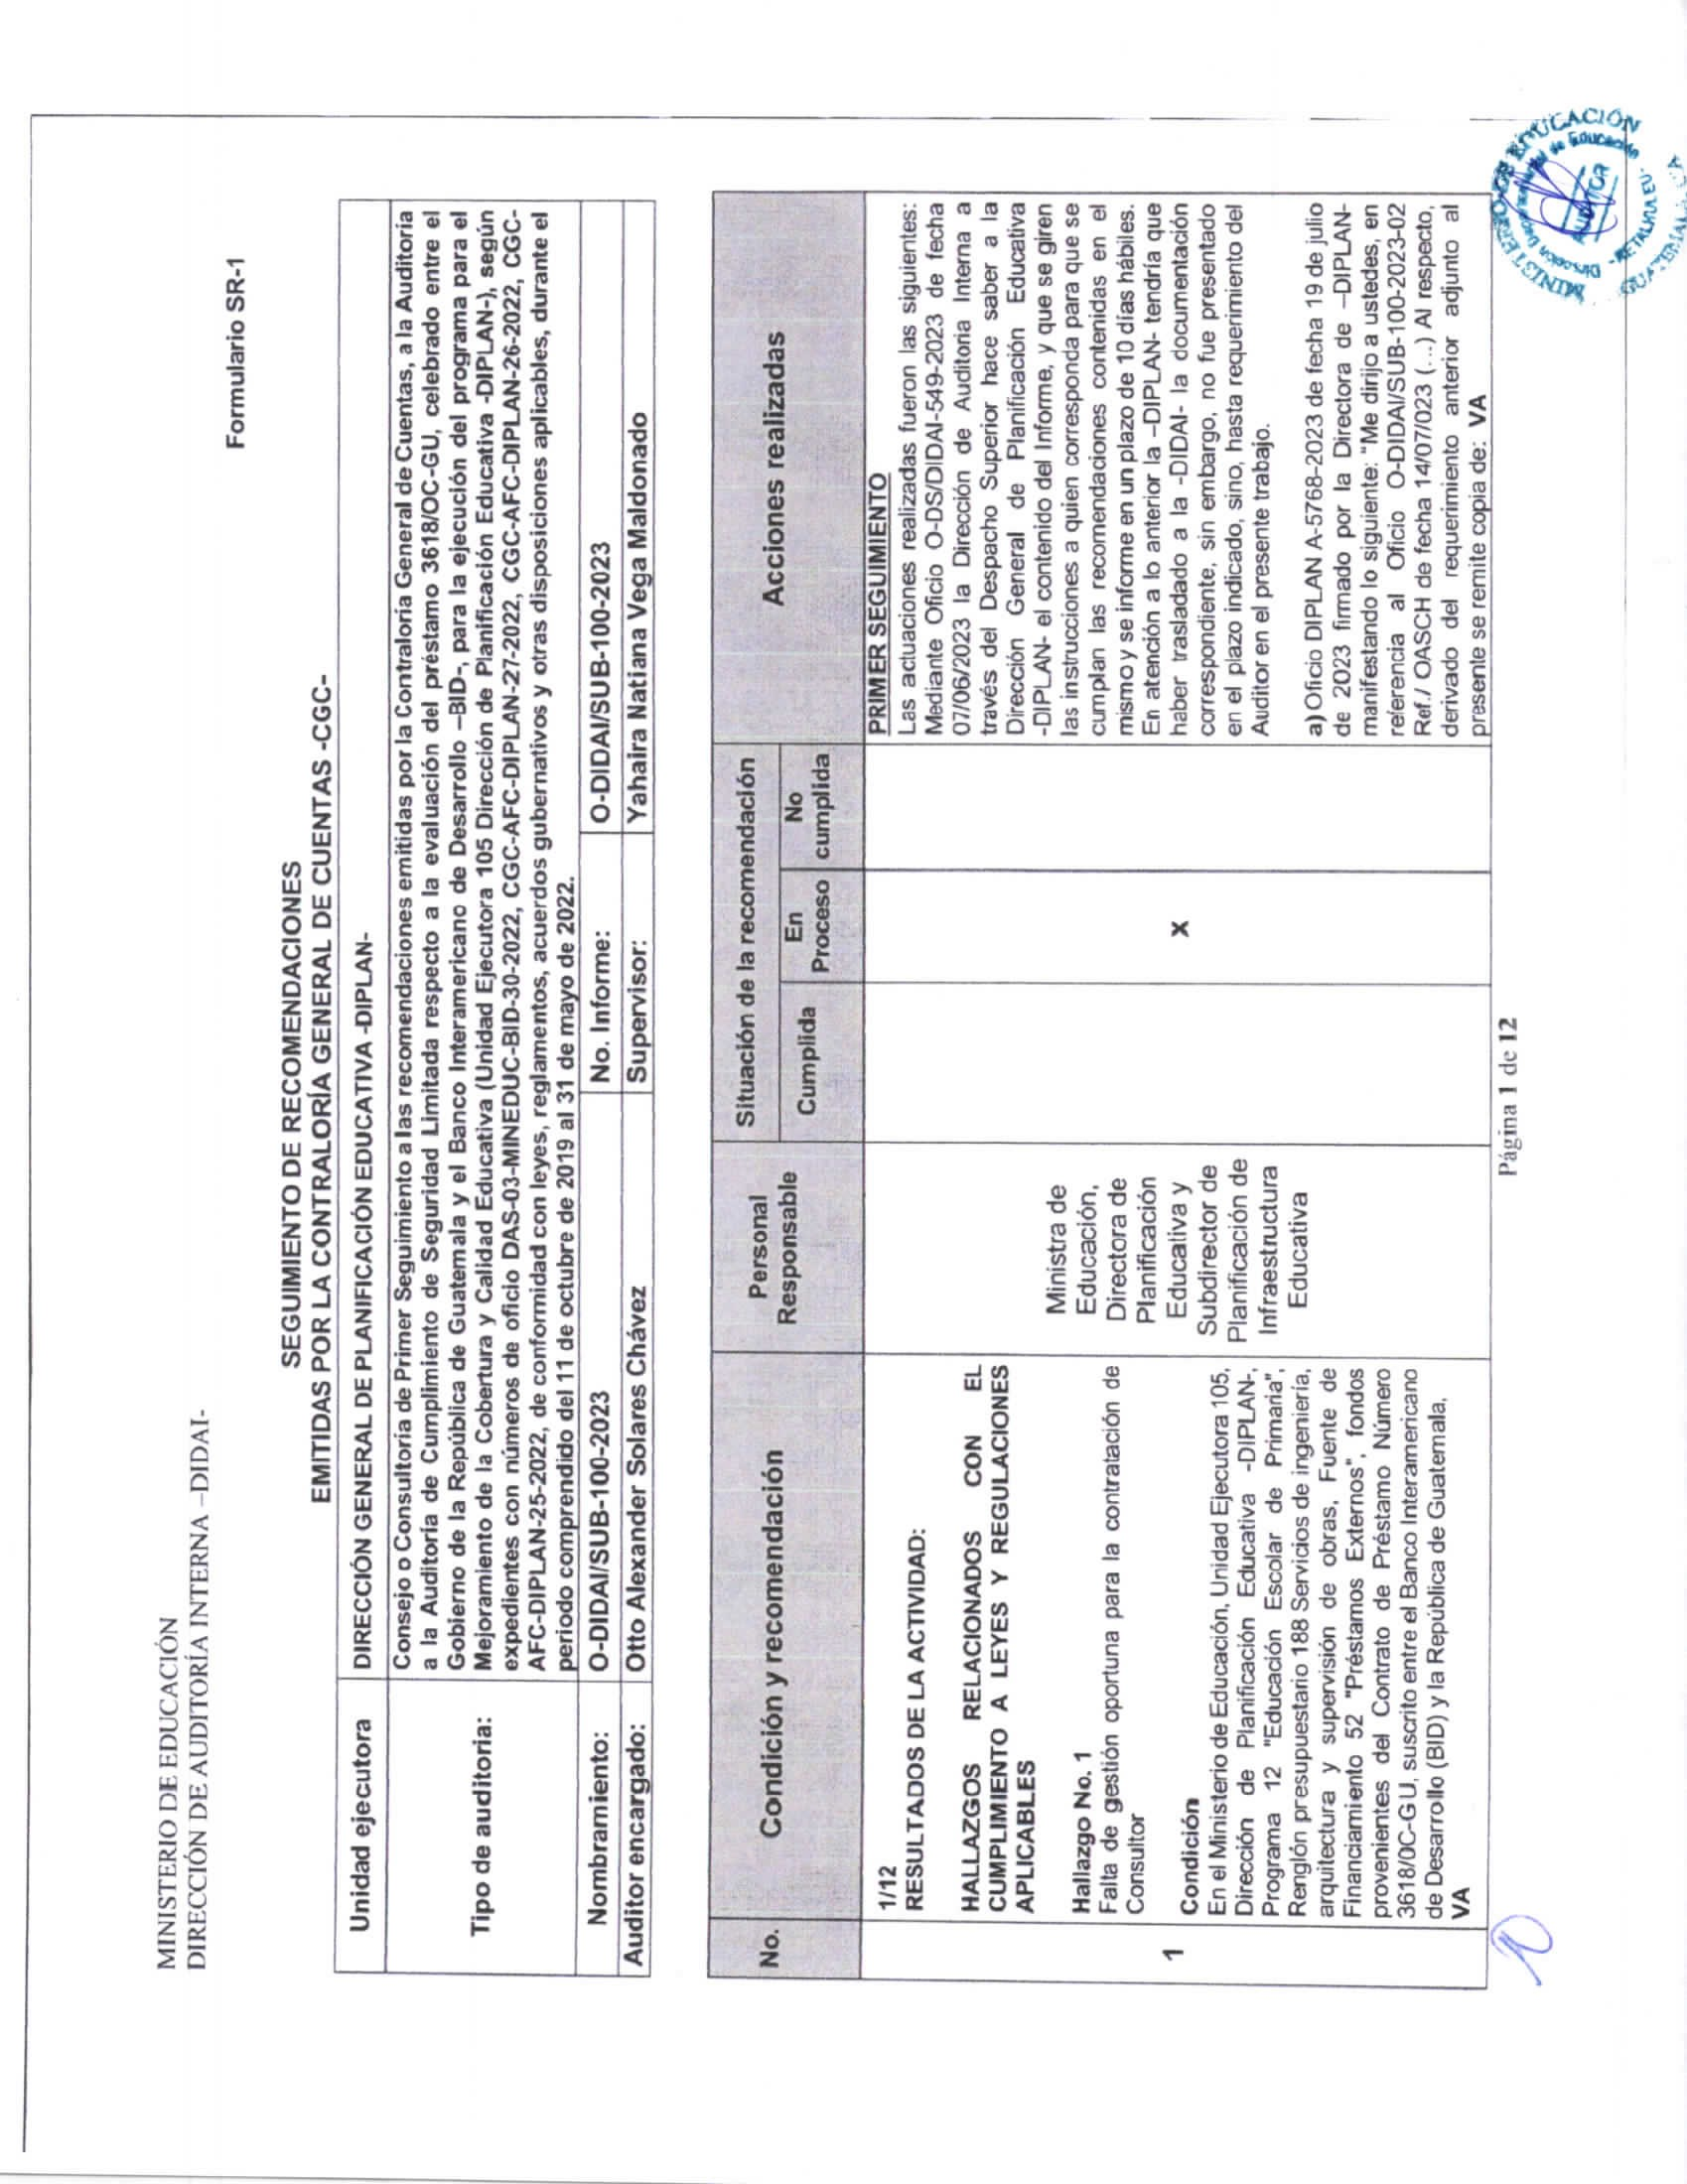 MINISTERIO DE EDUCACIÓN
DIRECCIÓN DE AUDITORÍA INTERNA –DIDAI-
Formulario SR-1
SEGUIMIENTO DE RECOMENDACIONES
EMITIDAS POR LA CONTRALORÍA GENERAL DE CUENTAS -CGC-
Unidad ejecutora
DIRECCIÓN GENERAL DE PLANIFICACIÓN EDUCATIVA -DIPLAN-
Tipo de auditoria:
Consejo o Consultoria de Primer Seguimiento a las recomendaciones emitidas por la Contraloría General de Cuentas, a la Auditoria
a la Auditoría de Cumplimiento de Seguridad Limitada respecto a la evaluación del préstamo 3618/OC-GU, celebrado entre el
Gobierno de la República de Guatemala y el Banco Interamericano de Desarrollo –BID-, para la ejecución del programa para el
Mejoramiento de la Cobertura y Calidad Educativa (Unidad Ejecutora 105 Dirección de Planificación Educativa -DIPLAN-), según
expedientes con números de oficio DAS-03-MINEDUC-BID-30-2022, CGC-AFC-DIPLAN-27-2022, CGC-AFC-DIPLAN-26-2022, CGC-
AFC-DIPLAN-25-2022, de conformidad con leyes, reglamentos, acuerdos gubernativos y otras disposiciones aplicables, durante el
periodo comprendido del 11 de octubre de 2019 al 31 de mayo de 2022.
Nombramiento:
O-DIDAI/SUB-100-2023
No. Informe:
O-DIDAI/SUB-100-2023
Auditor encargado:
Otto Alexander Solares Chávez
Supervisor:
Yahaira Natiana Vega Maldonado
No.
Condición y recomendación
Personal
Responsable
Situación de la recomendación
Cumplida
En
Proceso
No
cumplida
Acciones realizadas
1
1/12
RESULTADOS DE LA ACTIVIDAD:
HALLAZGOS RELACIONADOS CON EL
CUMPLIMIENTO A LEYES Y REGULACIONES
APLICABLES
Hallazgo No. 1
Falta de gestión oportuna para la contratación de
Consultor
Condición
En el Ministerio de Educación, Unidad Ejecutora 105,
Dirección de Planificación Educativa -DIPLAN-,
Programa 12 "Educación Escolar de Primaria",
Renglón presupuestario 188 Servicios de ingeniería,
arquitectura y supervisión de obras, Fuente de
Financiamiento 52 "Préstamos Externos", fondos
provenientes del Contrato de Préstamo Número
3618/0C-GU, suscrito entre el Banco Interamericano
de Desarrollo (BID) y la República de Guatemala,
VA
Ministra de
Educación,
Directora de
Planificación
Educativa y
Subdirector de
Planificación de
Infraestructura
Educativa
X
PRIMER SEGUIMIENTO
Las actuaciones realizadas fueron las siguientes:
Mediante Oficio O-DS/DIDAI-549-2023 de fecha
07/06/2023 la Dirección de Auditoria Interna a
través del Despacho Superior hace saber a la
Dirección General de Planificación Educativa
-DIPLAN- el contenido del Informe, y que se giren
las instrucciones a quien corresponda para que se
cumplan las recomendaciones contenidas en el
mismo y se informe en un plazo de 10 días hábiles.
En atención a lo anterior la –DIPLAN- tendría que
haber trasladado a la -DIDAI- la documentación
correspondiente, sin embargo, no fue presentado
en el plazo indicado, sino, hasta requerimiento del
Auditor en el presente trabajo.
a) Oficio DIPLAN A-5768-2023 de fecha 19 de julio
de 2023 firmado por la Directora de –DIPLAN-
manifestando lo siguiente: "Me dirijo a ustedes, en
referencia al Oficio O-DIDAI/SUB-100-2023-02
Ref./ OASCH de fecha 14/07/023 (...) Al respecto,
derivado del requerimiento anterior adjunto al
presente se remite copia de: VA
Página 1 de 12
MINISTERIO DE EDUCACIÓN
Dirección Departamental de Educación
AUDITOR